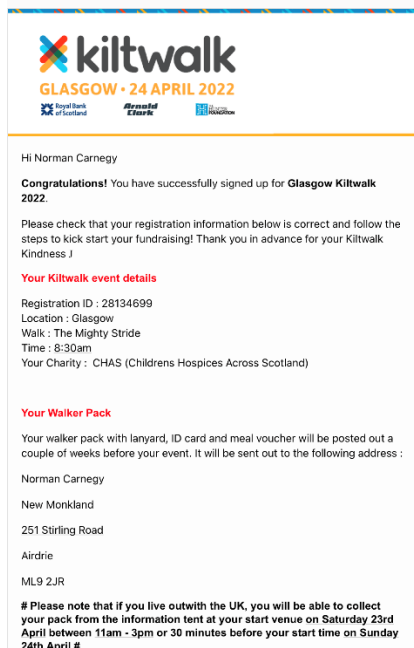 kiltwalk
GLASGOW • 24 APRIL 2022
Royal Bank
of Scotland
Arnold
Clark
THE
HUNTER
FOUNDATION
Hi Norman Carnegy
Congratulations! You have successfully signed up for Glasgow Kiltwalk
2022.
Please check that your registration information below is correct and follow the
steps to kick start your fundraising! Thank you in advance for your Kiltwalk
Kindness J
Your Kiltwalk event details
Registration ID : 28134699
Location : Glasgow
Walk : The Mighty Stride
Time : 8:30am
Your Charity : CHAS (Childrens Hospices Across Scotland)
Your Walker Pack
Your walker pack with lanyard, ID card and meal voucher will be posted out a
couple of weeks before your event. It will be sent out to the following address :
Norman Carnegy
New Monkland
251 Stirling Road
Airdrie
ML9 2JR
# Please note that if you live outwith the UK, you will be able to collect
your pack from the information tent at your start venue on Saturday 23rd
April between 11am - 3pm or 30 minutes before your start time on Sunday
24th April #